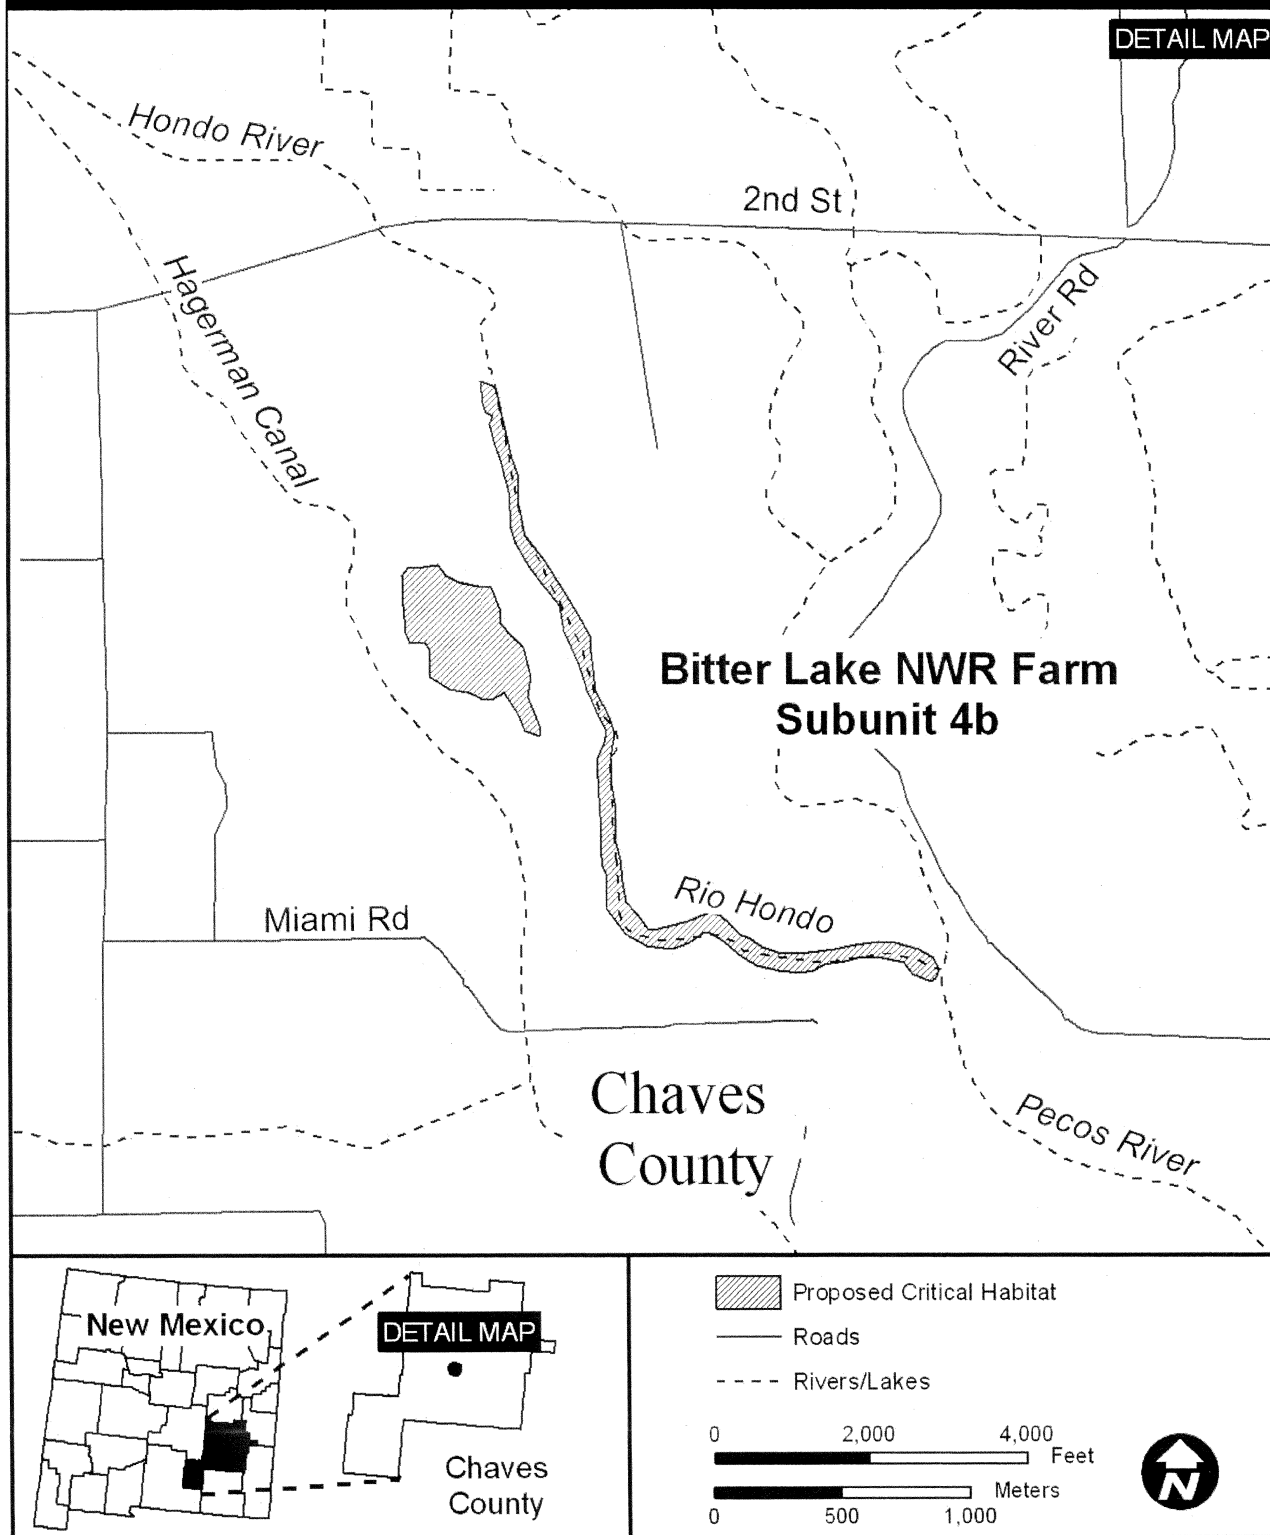 DETAIL MAP
Hondo River
2nd St
Hagerman Canal
River Rd
Bitter Lake NWR Farm
Subunit 4b
Rio Hondo
Miami Rd
Chaves
County
Pecos River
New Mexico
DETAIL MAP
Chaves
County
Proposed Critical Habitat
Roads
Rivers/Lakes
0 2,000 4,000
Feet
Meters
0 500 1,000
N